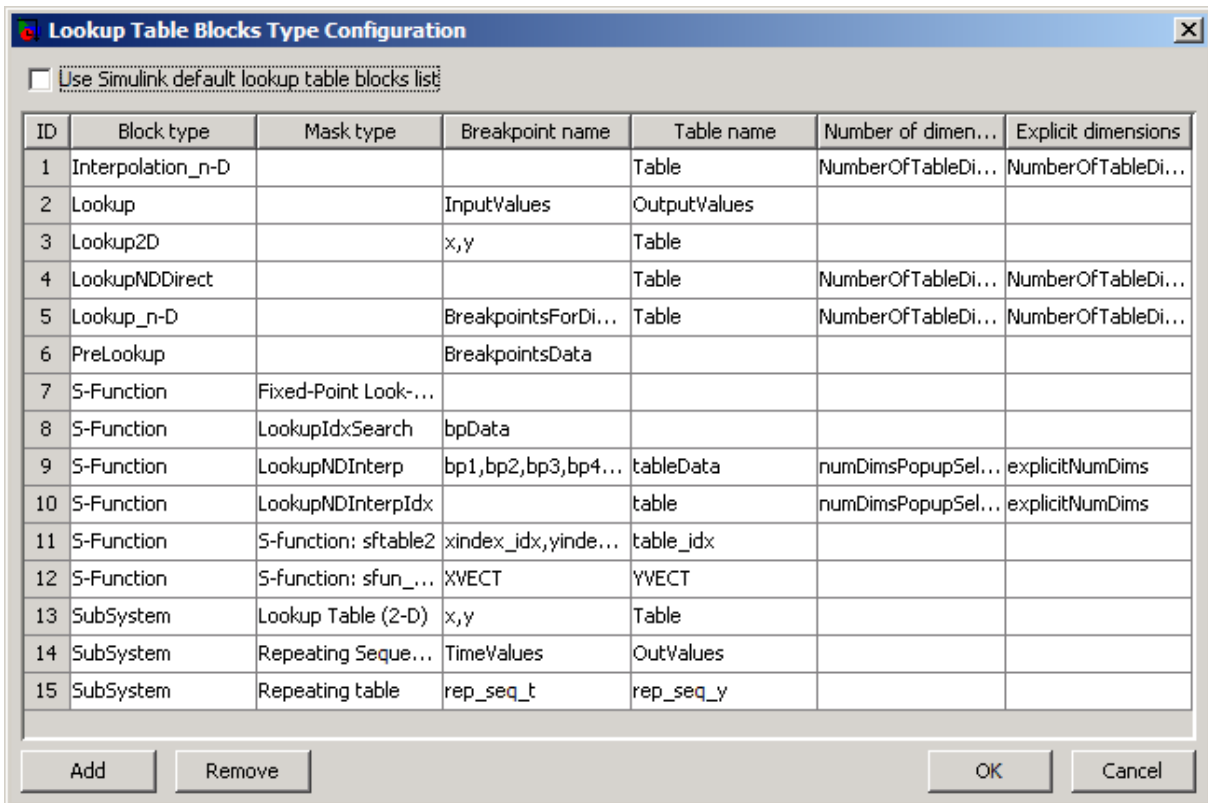 Lookup Table Blocks Type Configuration
Use Simulink default lookup table blocks list
ID Block type Mask type Breakpoint name Table name Number of dimen... Explicit dimensions
1 Interpolation_n-D Table NumberOfTableDi... NumberOfTableDi...
2 Lookup InputValues OutputValues
3 Lookup2D x,y Table
4 LookupNDDirect Table NumberOfTableDi... NumberOfTableDi...
5 Lookup_n-D BreakpointsForDi... Table NumberOfTableDi... NumberOfTableDi...
6 PreLookup BreakpointsData
7 S-Function Fixed-Point Look-...
8 S-Function LookupIdxSearch bpData
9 S-Function LookupNDInterp bp1,bp2,bp3,bp4... tableData numDimsPopupSel... explicitNumDims
10 S-Function LookupNDInterpIdx table numDimsPopupSel... explicitNumDims
11 S-Function S-function: sftable2 xindex_idx,yinde... table_idx
12 S-Function S-function: sfun_... XVECT YVECT
13 SubSystem Lookup Table (2-D) x,y Table
14 SubSystem Repeating Seque... TimeValues OutValues
15 SubSystem Repeating table rep_seq_t rep_seq_y
Add Remove OK Cancel